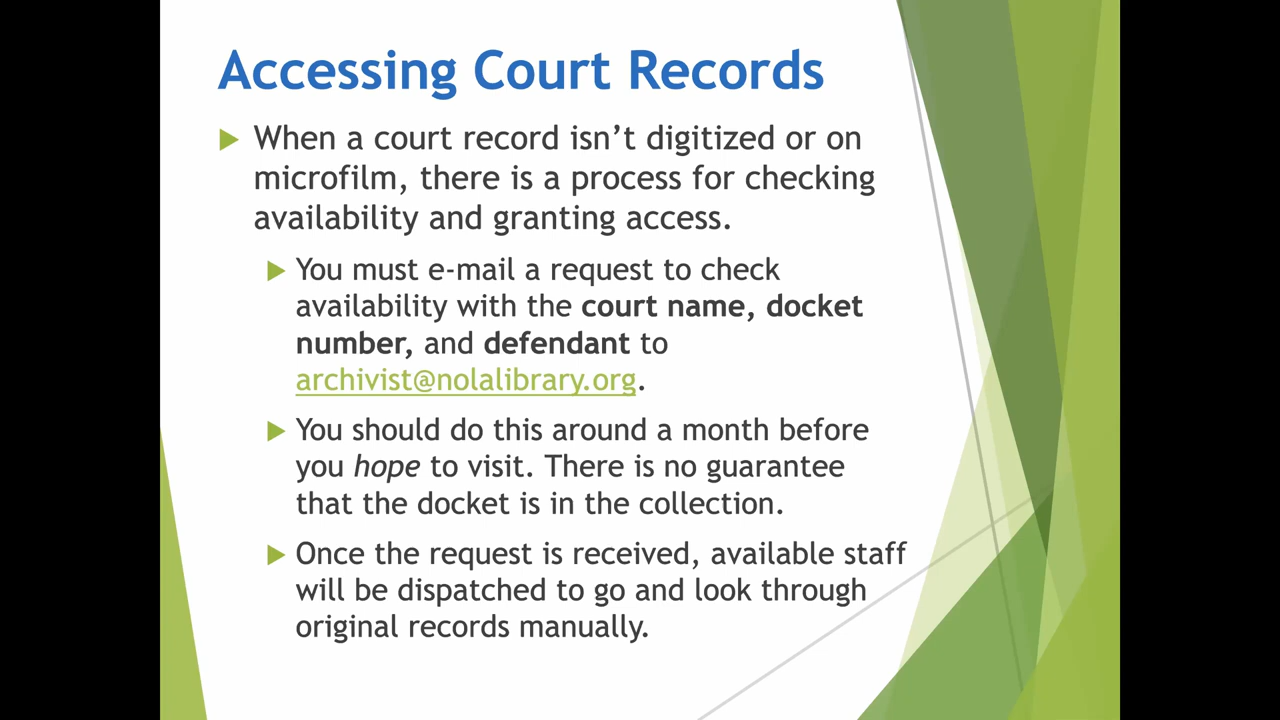 Accessing Court Records
When a court record isn’t digitized or on
microfilm, there is a process for checking
availability and granting access.
You must e-mail a request to check
availability with the court name, docket
number, and defendant to
archivist@nolalibrary.org.
You should do this around a month before
you hope to visit. There is no guarantee
that the docket is in the collection.
Once the request is received, available staff
will be dispatched to go and look through
original records manually.